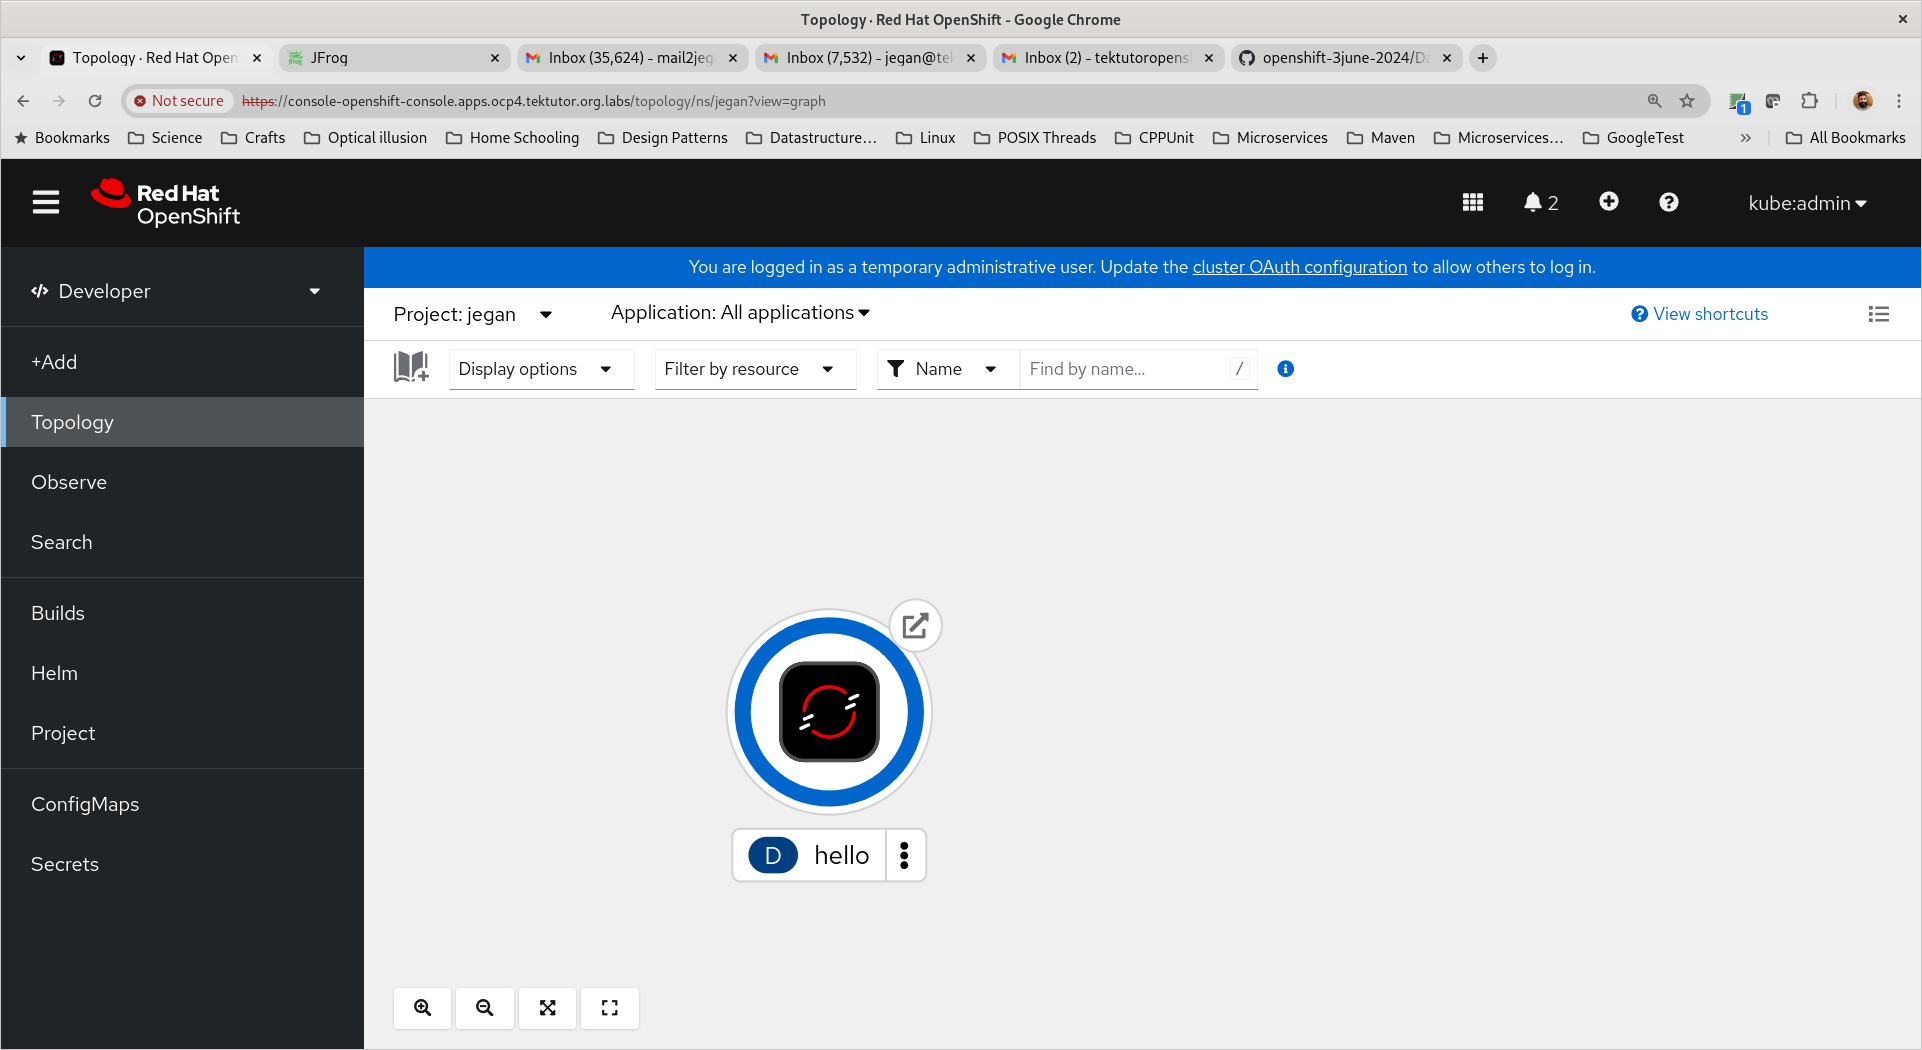 Topology · Red Hat OpenShift - Google Chrome
Topology · Red Hat Open
JFrog
Inbox (35,624) - mail2jeg
Inbox (7,532) - jegan@te
Inbox (2) - tektutoropens
openshift-3june-2024/Da
Not secure
https://console-openshift-console.apps.ocp4.tektutor.org.labs/topology/ns/jegan?view=graph
1
Bookmarks
Science
Crafts
Optical illusion
Home Schooling
Design Patterns
Datastructure...
Linux
POSIX Threads
CPPUnit
Microservices
Maven
Microservices...
GoogleTest
»
All Bookmarks
Red Hat
OpenShift
2
kube:admin
You are logged in as a temporary administrative user. Update the cluster OAuth configuration to allow others to log in.
Developer
Project: jegan
Application: All applications
View shortcuts
+Add
Display options
Filter by resource
Name
Find by name...
/
Topology
Observe
Search
Builds
Helm
Project
ConfigMaps
Secrets
D
hello